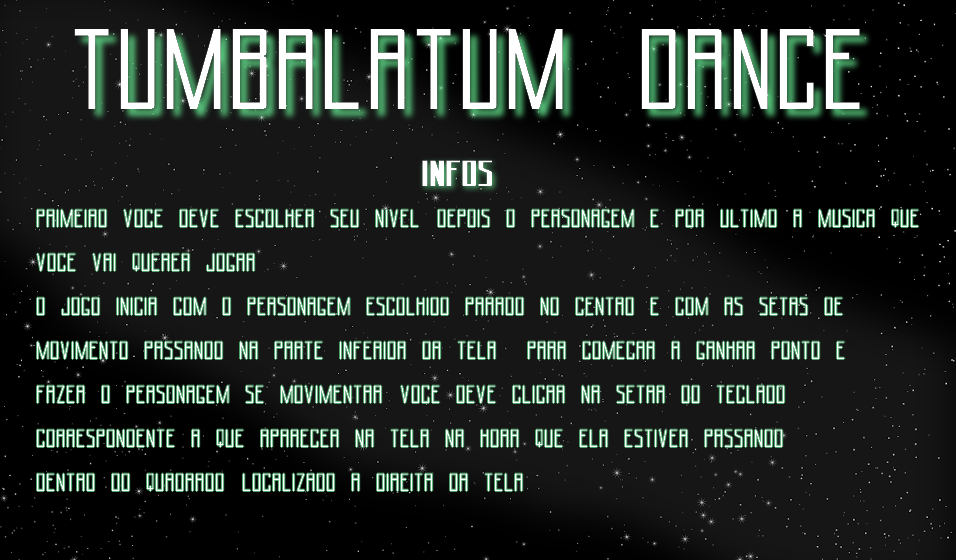 TUMBALATUM DANCE
INFOS
PRIMEIRO VOCE DEVE ESCOLHER SEU NIVEL DEPOIS O PERSONAGEM E POR ULTIMO A MUSICA QUE
VOCE VAI QUERER JOGAR
O JOGO INICIA COM O PERSONAGEM ESCOLHIDO PARADO NO CENTRO E COM AS SETAS DE
MOVIMENTO PASSANDO NA PARTE INFERIOR DA TELA PARA COMECAR A GANHAR PONTO E
FAZER O PERSONAGEM SE MOVIMENTAR VOCE DEVE CLICAR NA SETAR DO TECLADO
CORRESPONDENTE A QUE APARECER NA TELA NA HORA QUE ELA ESTIVER PASSANDO
DENTRO DO QUADARDO LOCALIZADO A DIREITA DA TELA